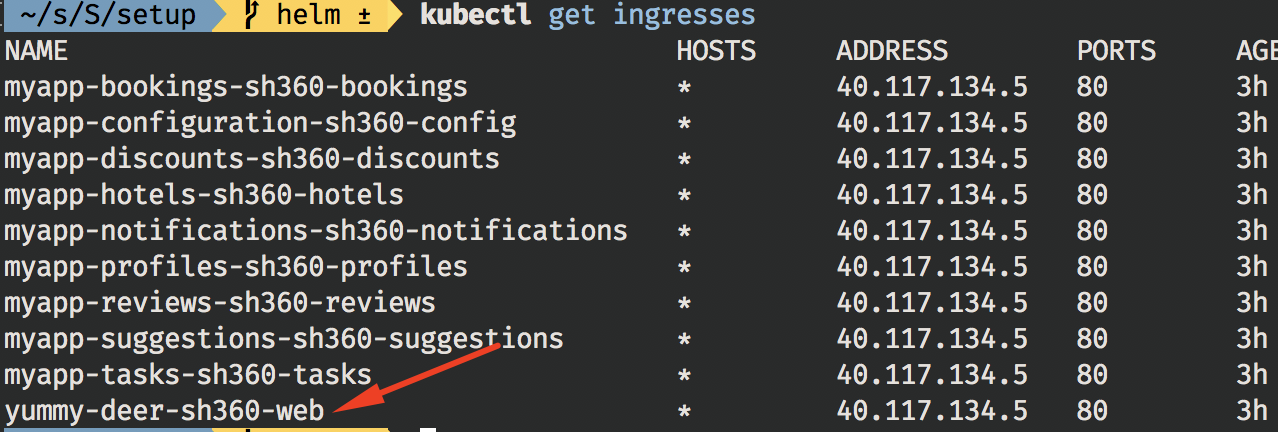 ~/s/S/setup helm ± kubectl get ingresses
NAME HOSTS ADDRESS PORTS AGE
myapp-bookings-sh360-bookings * 40.117.134.5 80 3h
myapp-configuration-sh360-config * 40.117.134.5 80 3h
myapp-discounts-sh360-discounts * 40.117.134.5 80 3h
myapp-hotels-sh360-hotels * 40.117.134.5 80 3h
myapp-notifications-sh360-notifications * 40.117.134.5 80 3h
myapp-profiles-sh360-profiles * 40.117.134.5 80 3h
myapp-reviews-sh360-reviews * 40.117.134.5 80 3h
myapp-suggestions-sh360-suggestions * 40.117.134.5 80 3h
myapp-tasks-sh360-tasks * 40.117.134.5 80 3h
yummy-deer-sh360-web * 40.117.134.5 80 3h